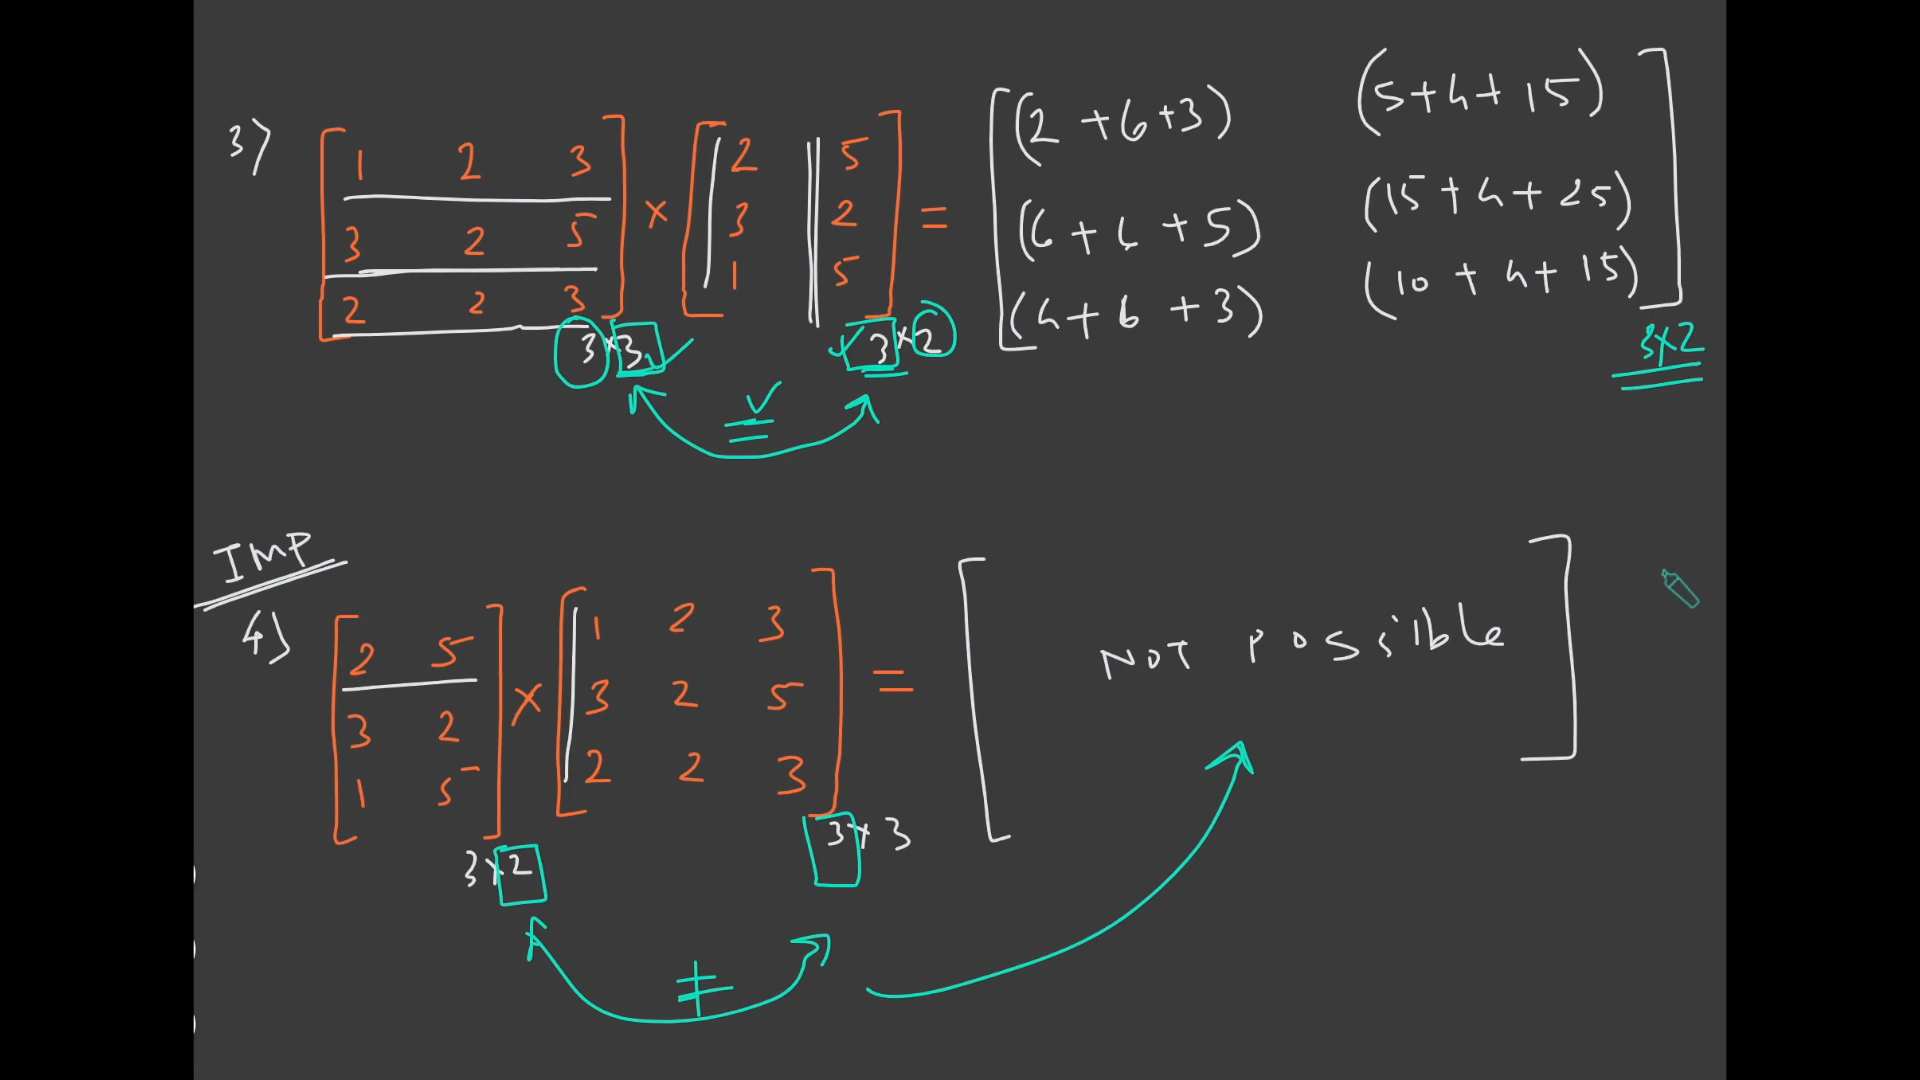 3) [1 2 3] × [2 5] = [(2 + 6 + 3) (5 + 4 + 15)]
[3 2 5] [3 2] [(6 + 6 + 5) (15 + 4 + 25)]
[2 2 3] [1 5] [(4 + 6 + 3) (10 + 4 + 15)]
3×3 ✓ ✓ 3×2 3×2
= ✓
IMP
4) [2 5] × [1 2 3] = [Not Possible]
[3 2] [3 2 5]
[1 5] [2 2 3]
3×2 3×3
≠